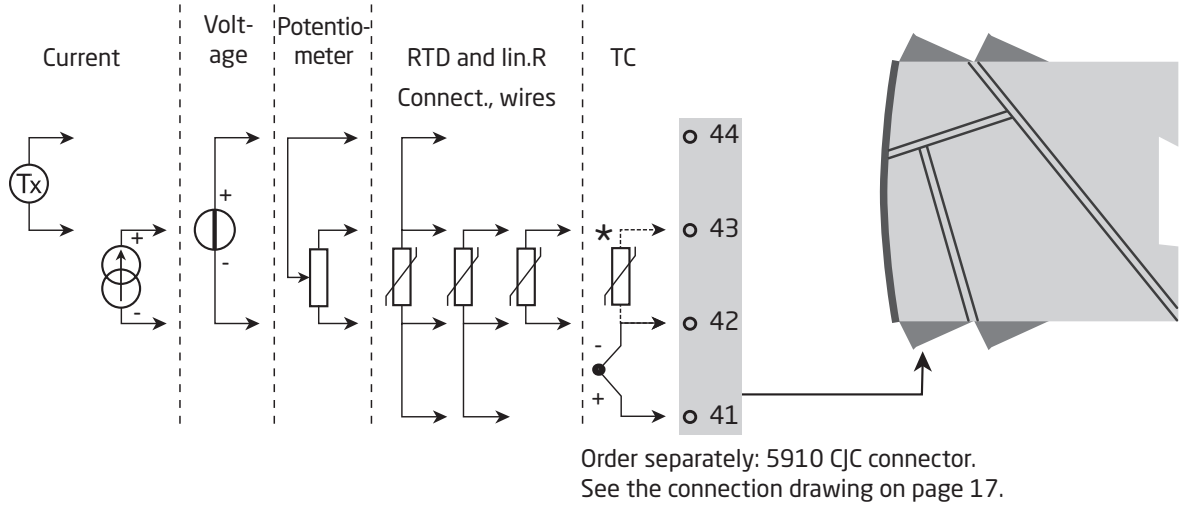 Current
Volt-
age
Potentio-
meter
RTD and lin.R
Connect., wires
TC
Tx
+
-
+
-
*
-
+
44
43
42
41
Order separately: 5910 CJC connector.
See the connection drawing on page 17.